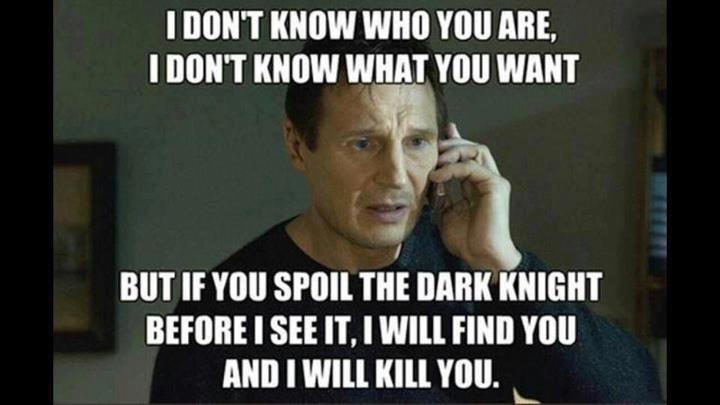 I DON'T KNOW WHO YOU ARE,
I DON'T KNOW WHAT YOU WANT
BUT IF YOU SPOIL THE DARK KNIGHT
BEFORE I SEE IT, I WILL FIND YOU
AND I WILL KILL YOU.